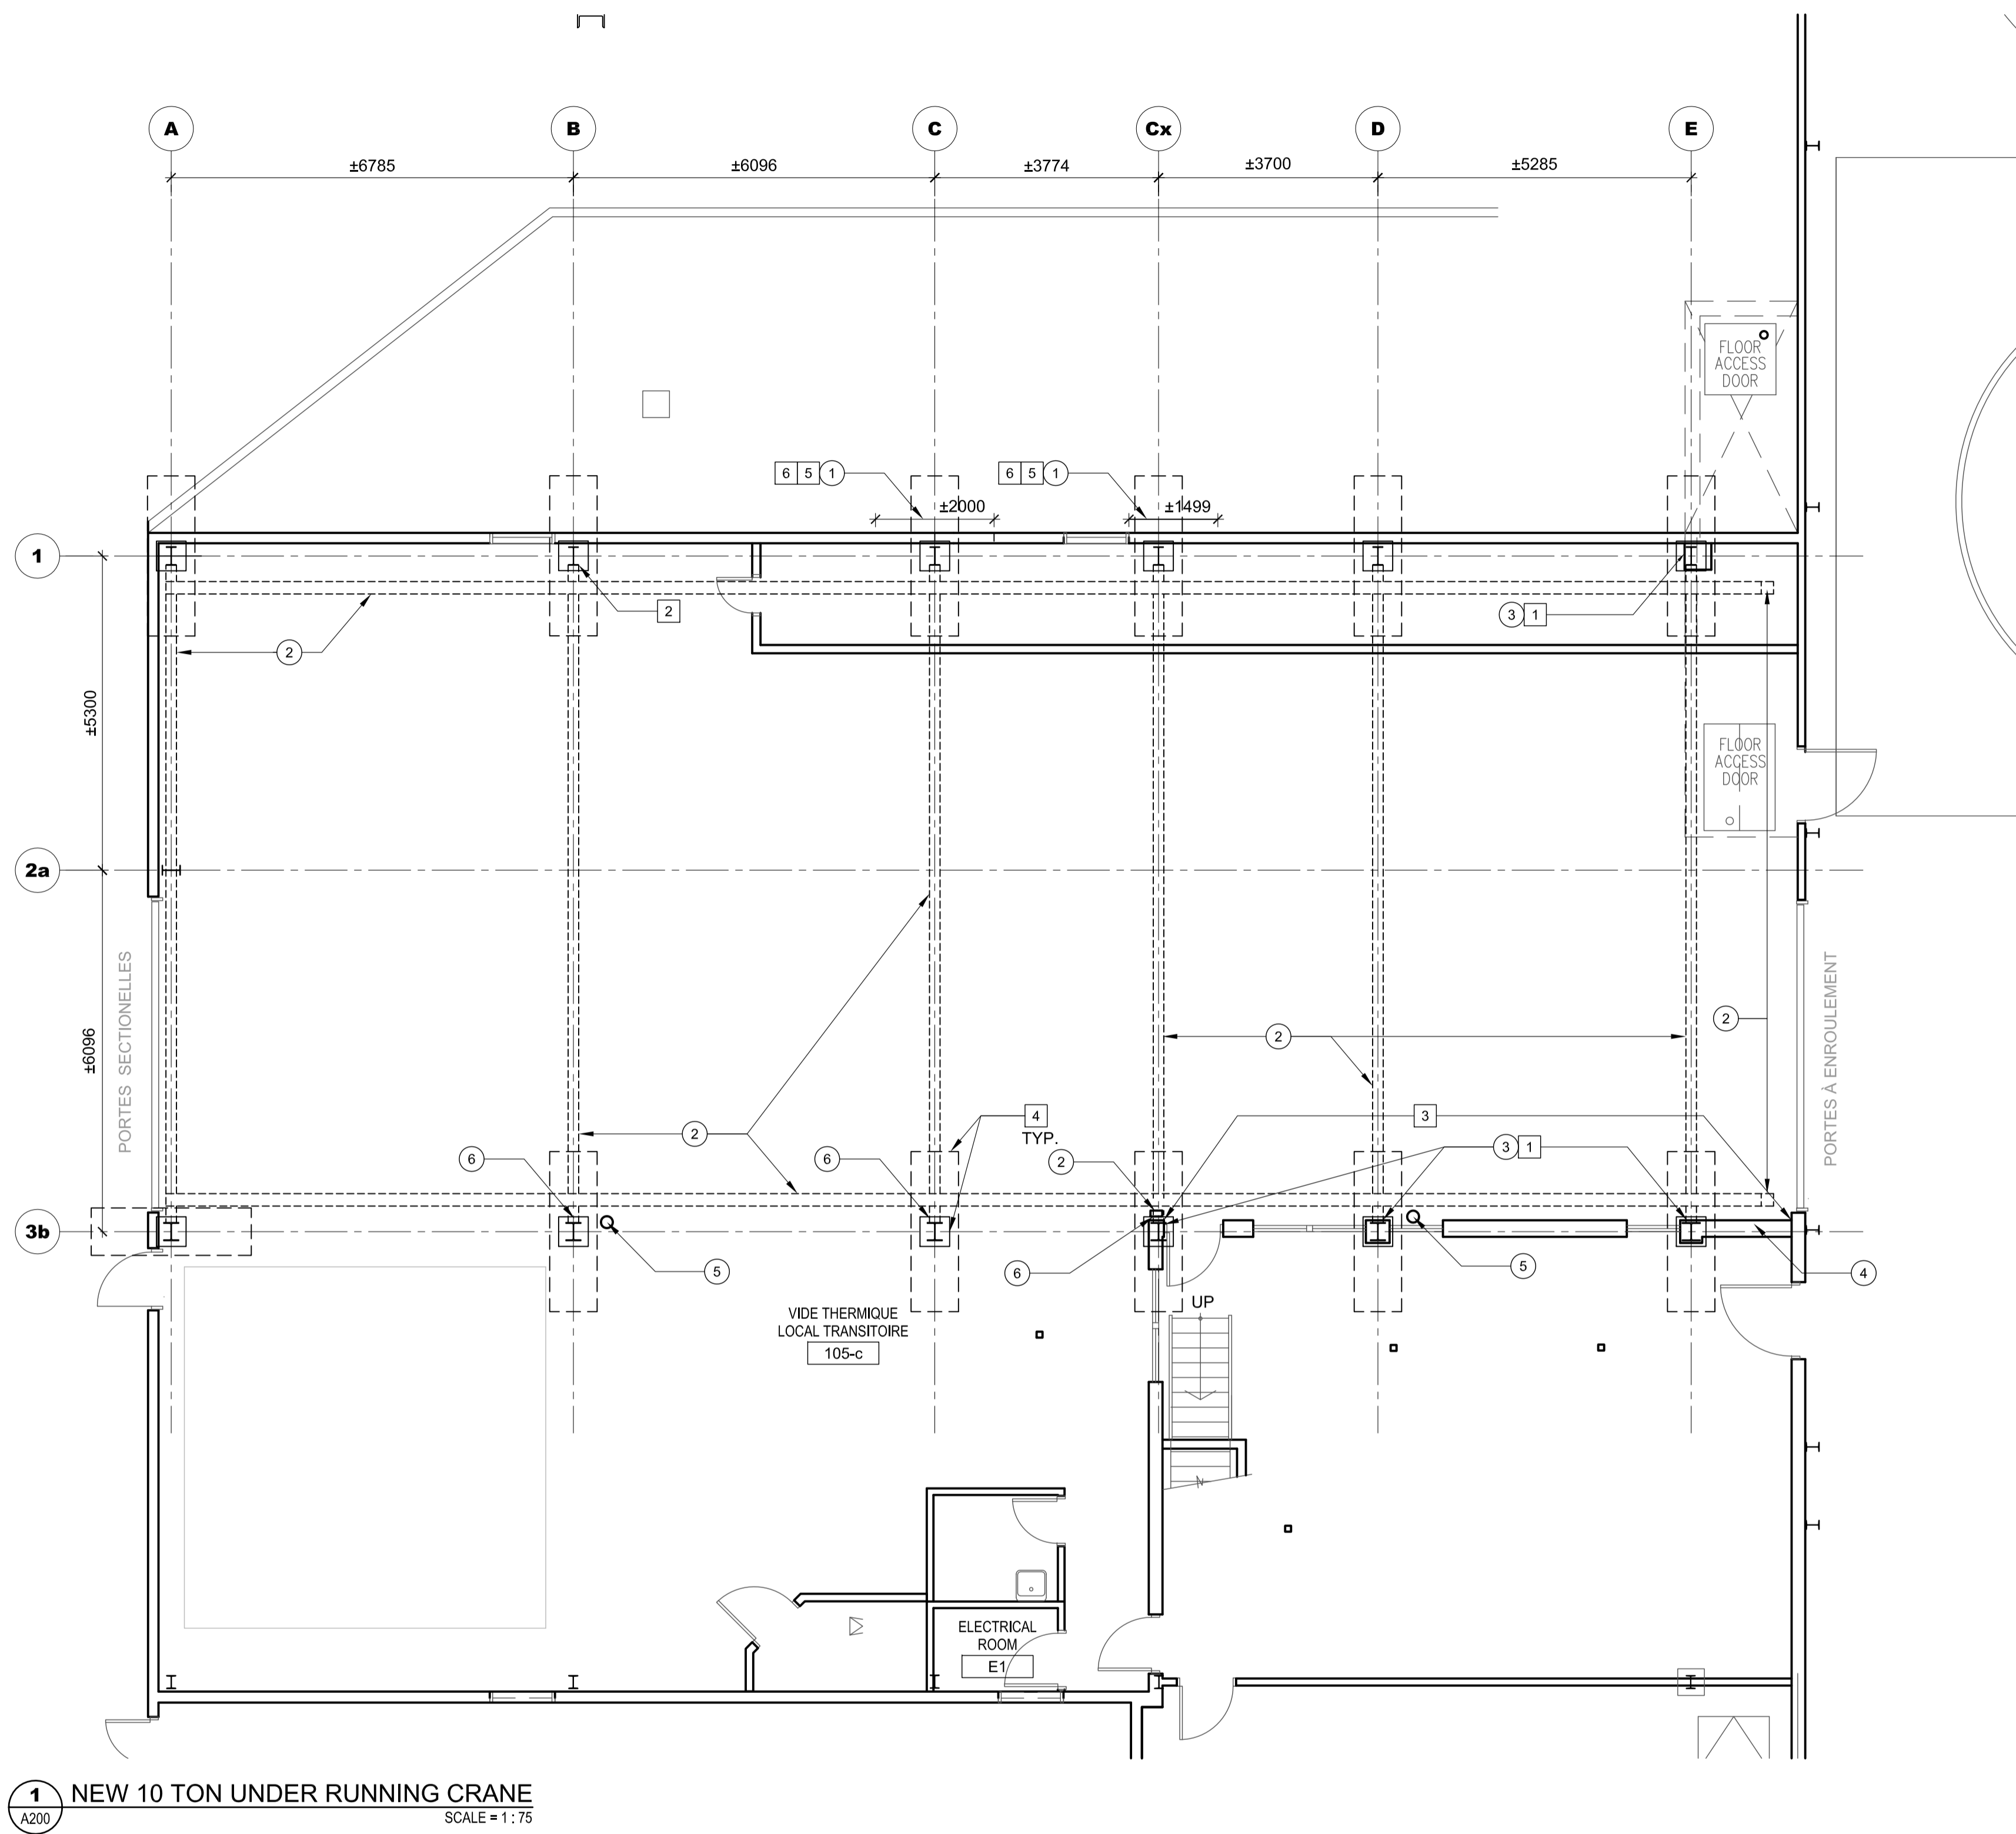 A B C Cx D E
±6785 ±6096 ±3774 ±3700 ±5285
FLOOR
ACCESS
DOOR
6 5 1
6 5 1
±2000 ±1499
1
2
3 1
2
±5300
FLOOR
ACCESS
DOOR
2a
PORTES SECTIONELLES
PORTES À ENROULEMENT
±6096
2
2
4
TYP.
3
2
6
6
2
3 1
3b
5
6
5
4
VIDE THERMIQUE
LOCAL TRANSITOIRE
105-c
UP
N
ELECTRICAL
ROOM
E1
1
A200
NEW 10 TON UNDER RUNNING CRANE
SCALE = 1 : 75